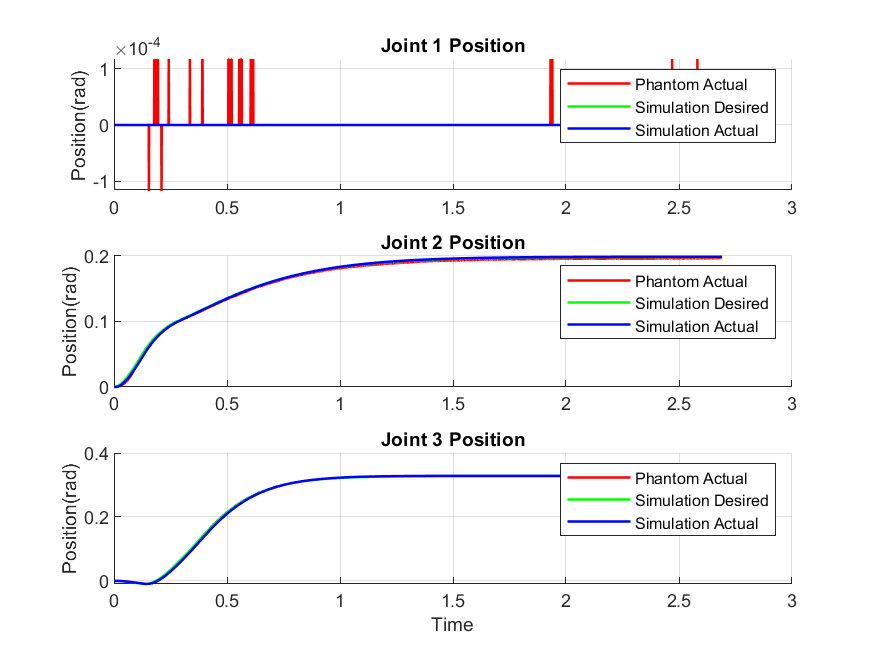 Joint 1 Position
×10-4
Position(rad)
1
0
-1
0 0.5 1 1.5 2 2.5 3
Phantom Actual
Simulation Desired
Simulation Actual
Joint 2 Position
Position(rad)
0.2
0.1
0
0 0.5 1 1.5 2 2.5 3
Phantom Actual
Simulation Desired
Simulation Actual
Joint 3 Position
Position(rad)
0.4
0.2
0
0 0.5 1 1.5 2 2.5 3
Phantom Actual
Simulation Desired
Simulation Actual
Time